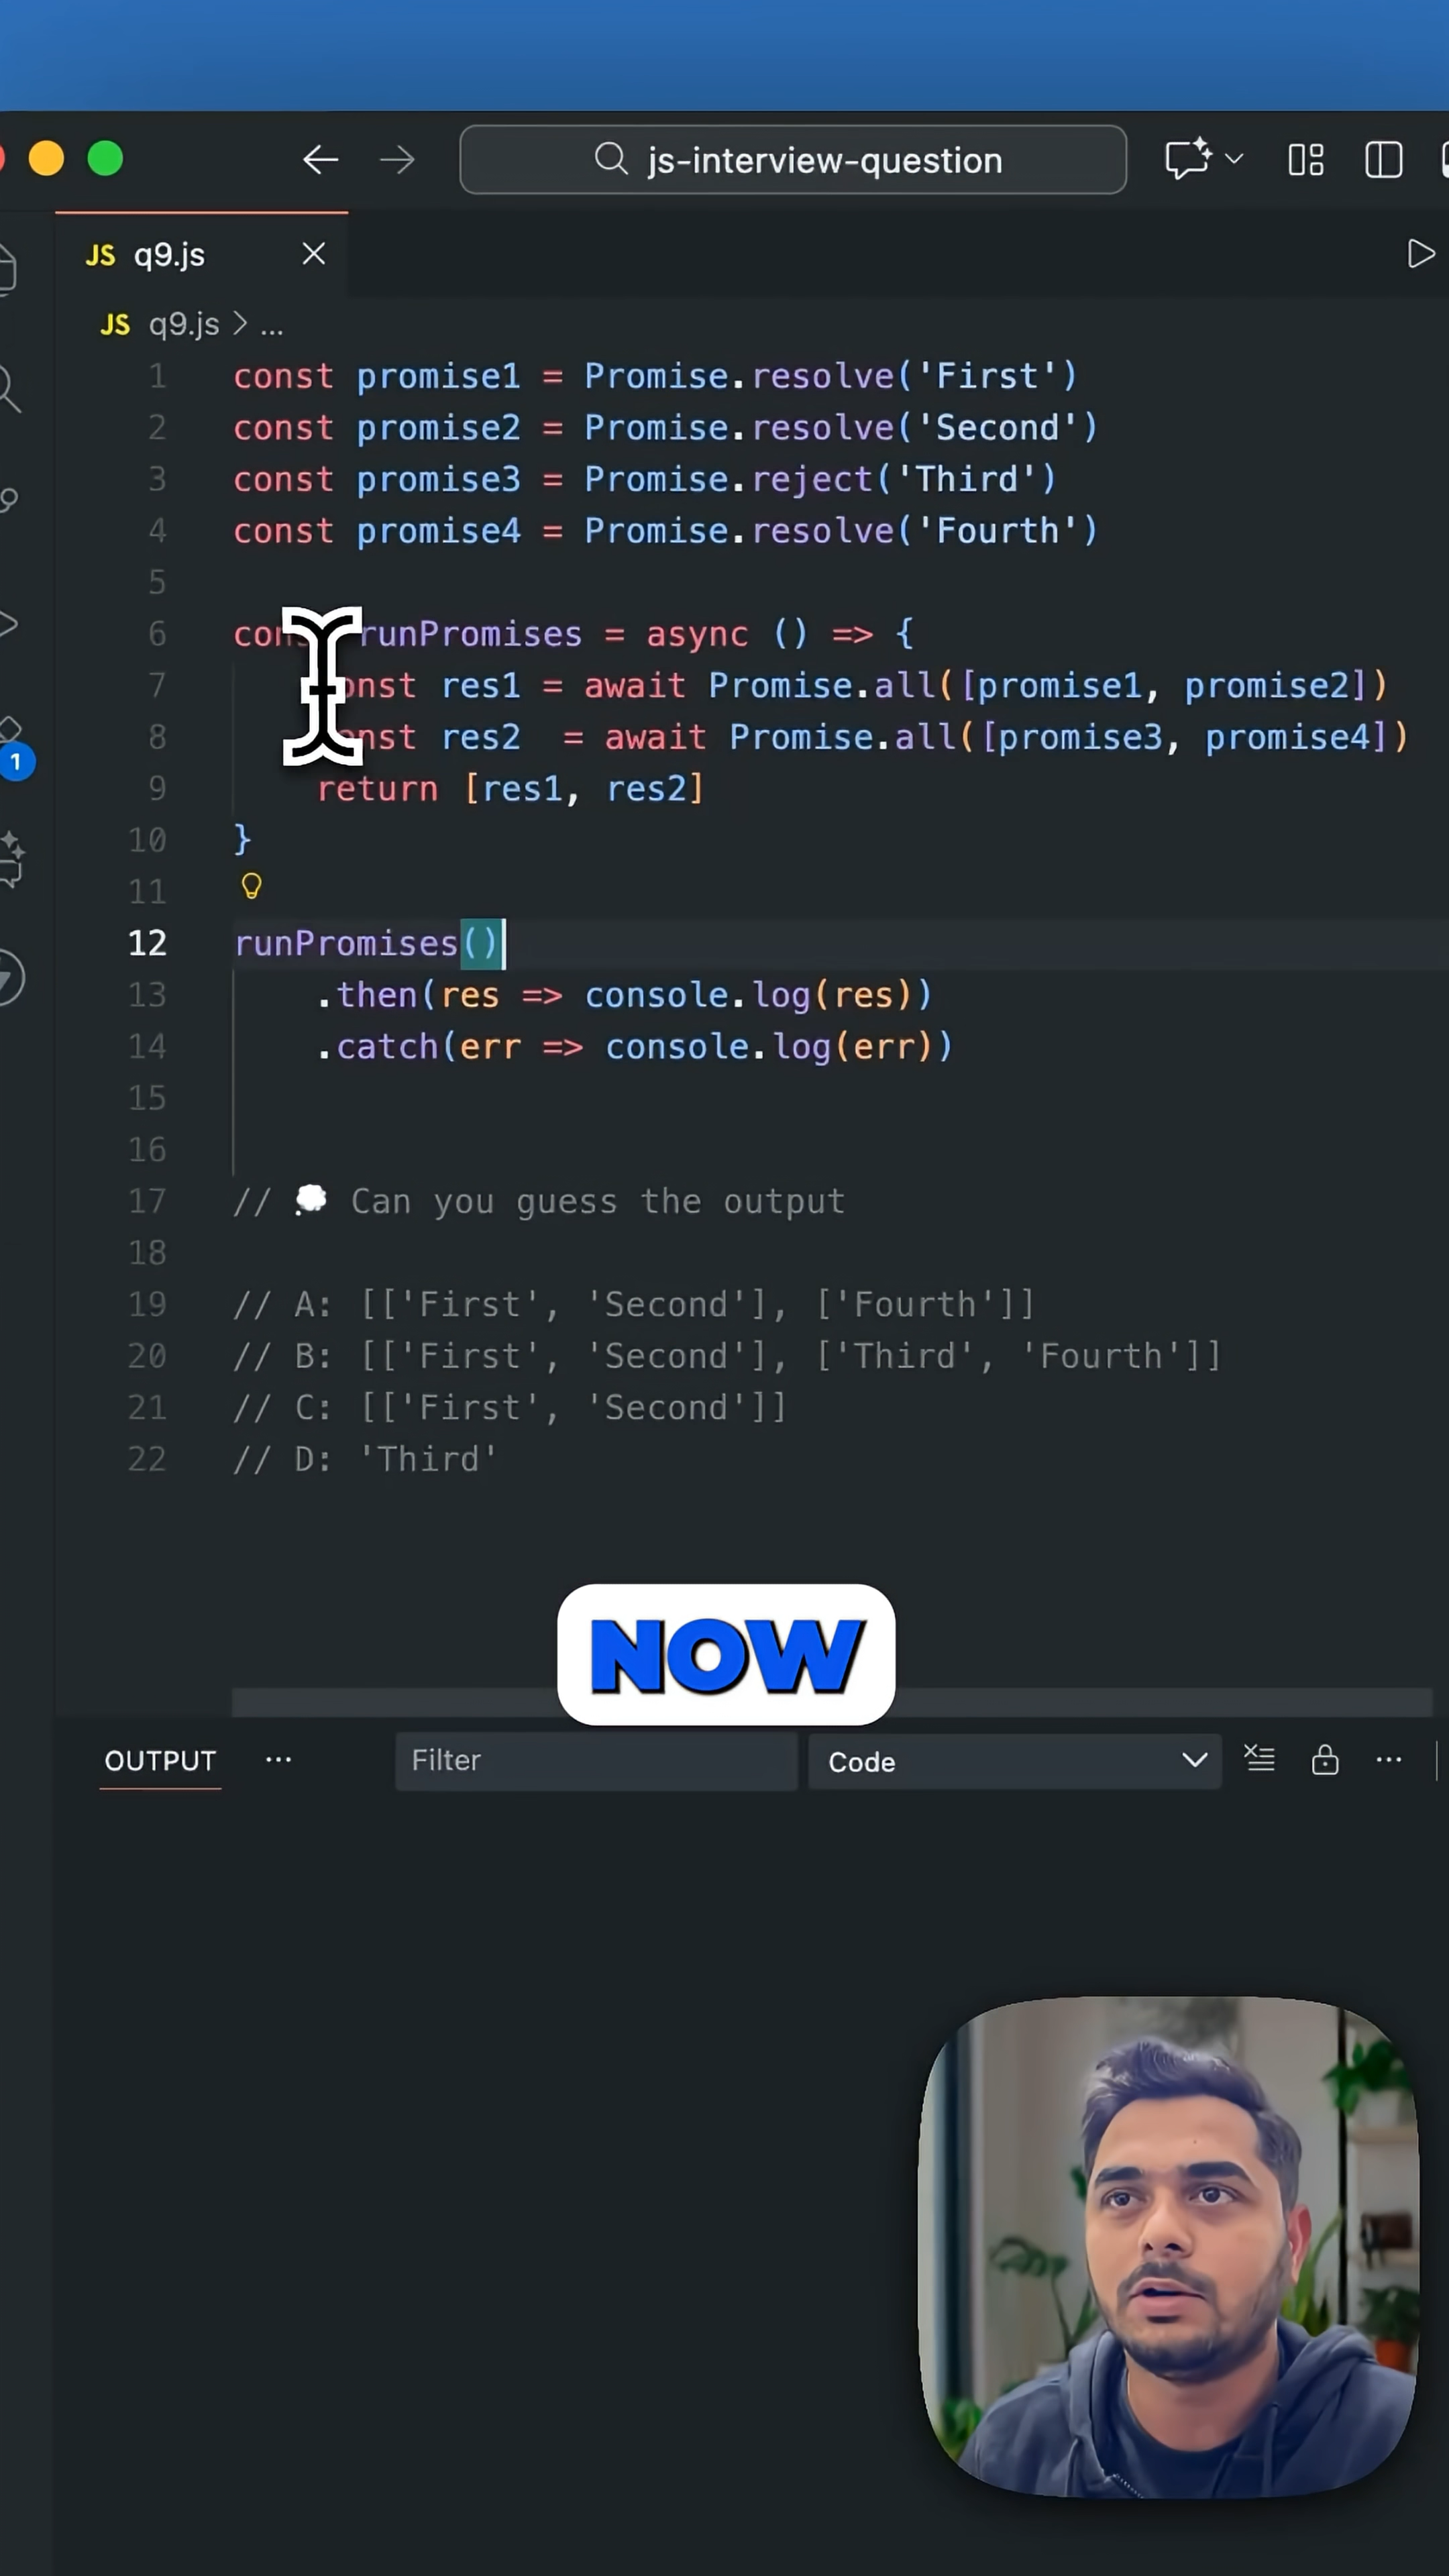 js-interview-question
JS q9.js
JS q9.js > ...
1 const promise1 = Promise.resolve('First')
2 const promise2 = Promise.resolve('Second')
3 const promise3 = Promise.reject('Third')
4 const promise4 = Promise.resolve('Fourth')
5
6 cons runPromises = async () => {
7 onst res1 = await Promise.all([promise1, promise2])
8 onst res2  = await Promise.all([promise3, promise4])
9 return [res1, res2]
10 }
11
12 runPromises()
13 .then(res => console.log(res))
14 .catch(err => console.log(err))
15
16
17 // 💭 Can you guess the output
18
19 // A: [['First', 'Second'], ['Fourth']]
20 // B: [['First', 'Second'], ['Third', 'Fourth']]
21 // C: [['First', 'Second']]
22 // D: 'Third'
1
NOW
OUTPUT ... Filter Code ...